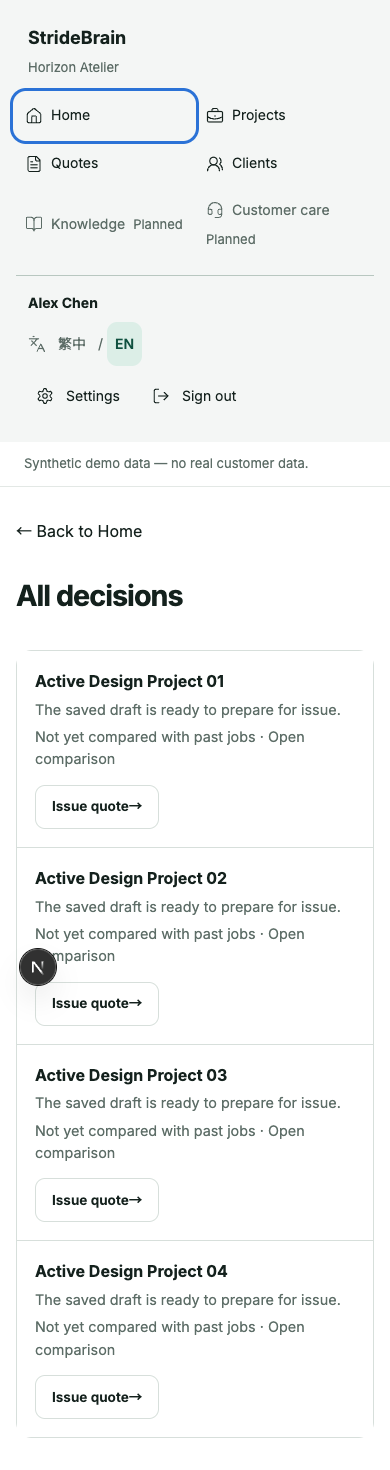 StrideBrain
Horizon Atelier
Home
Projects
Quotes
Clients
Knowledge Planned
Customer care
Planned
Alex Chen
繁中 / EN
Settings
Sign out
Synthetic demo data — no real customer data.
← Back to Home
All decisions
Active Design Project 01
The saved draft is ready to prepare for issue.
Not yet compared with past jobs · Open
comparison
Issue quote→
Active Design Project 02
The saved draft is ready to prepare for issue.
Not yet compared with past jobs · Open
mparison
N
Issue quote→
Active Design Project 03
The saved draft is ready to prepare for issue.
Not yet compared with past jobs · Open
comparison
Issue quote→
Active Design Project 04
The saved draft is ready to prepare for issue.
Not yet compared with past jobs · Open
comparison
Issue quote→